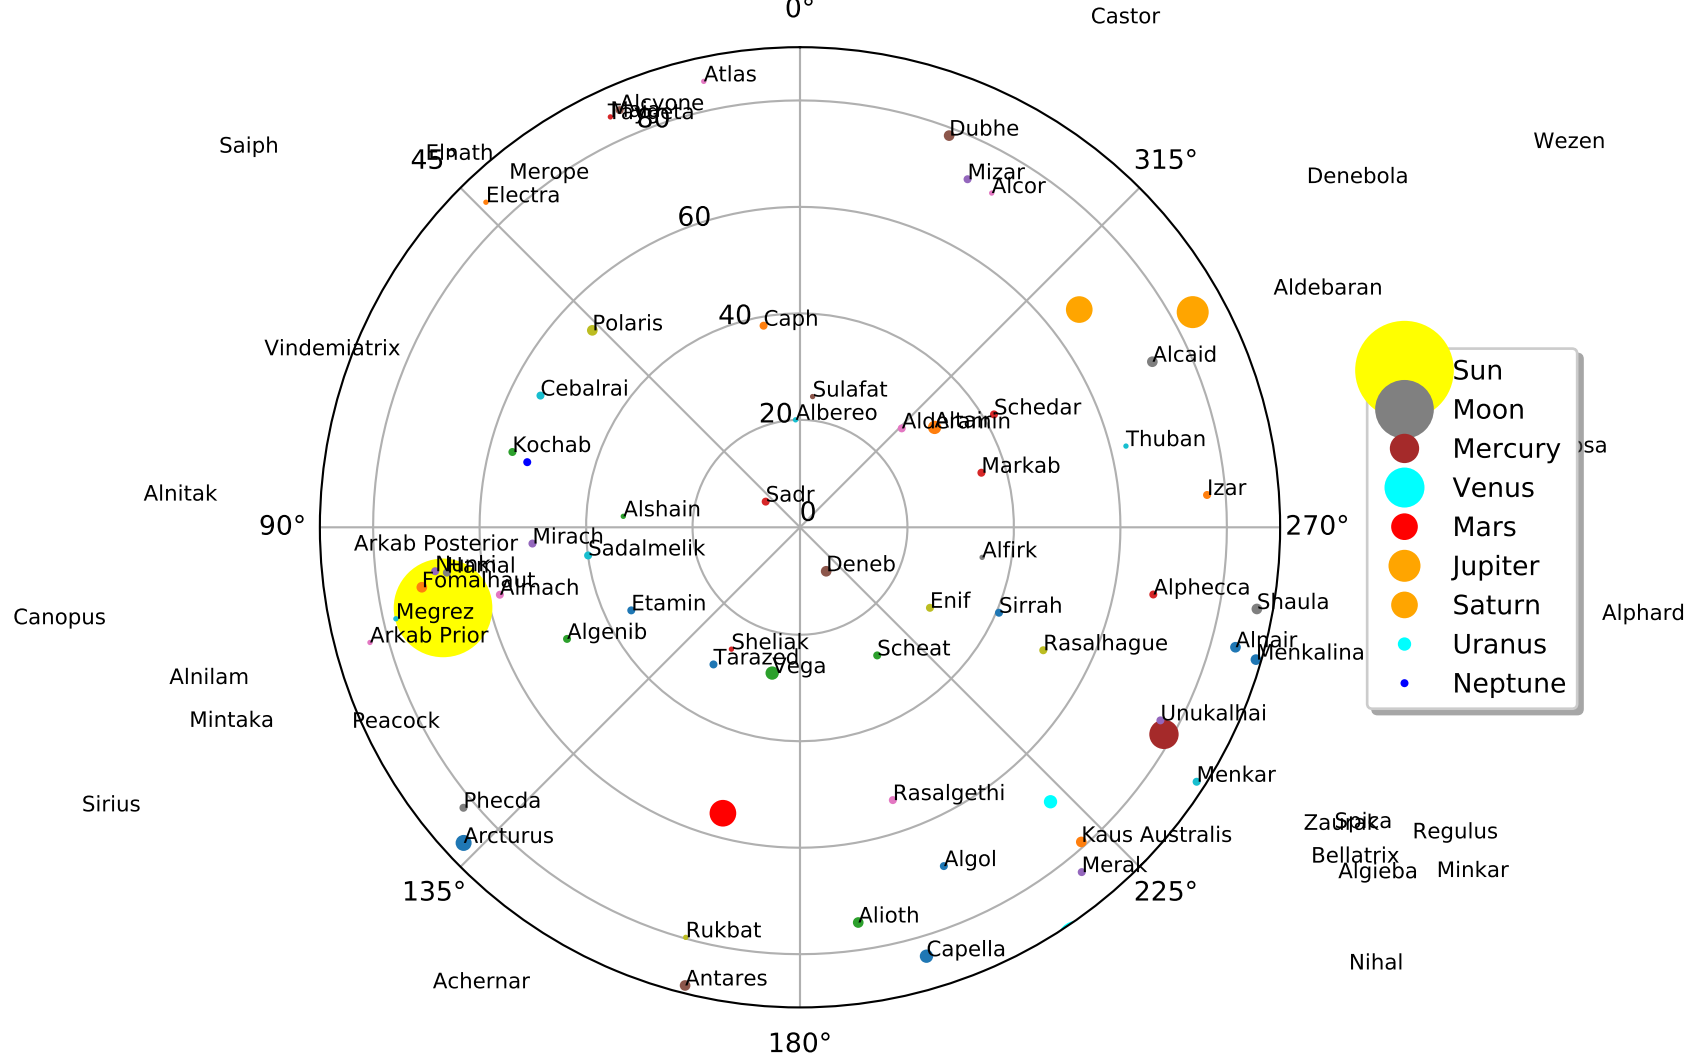 0°
Castor
Atlas
Alcyone
Taygeta
80
Dubhe
Saiph
Wezen
45°
Elnath
315°
Merope
Mizar
Denebola
Electra
Alcor
60
Aldebaran
40
Caph
Polaris
Vindemiatrix
Alcaid
Sun
Cebalrai
Sulafat
20
Albereo
Schedar
Moon
Alderamin
Altair
Kochab
Thuban
Mercury
Markab
Alnitak
Sadr
Izar
Venus
Alshain
0
90°
270°
Mars
Arkab Posterior
Mirach
Sadalmelik
Alfirk
Nunki
Hamal
Deneb
Jupiter
Fomalhaut
Almach
Alphecca
Canopus
Megrez
Etamin
Enif
Sirrah
Shaula
Saturn
Alphard
Arkab Prior
Algenib
Sheliak
Scheat
Rasalhague
Alnair
Uranus
Tarazed
Vega
Menkalina
Alnilam
Neptune
Mintaka
Peacock
Unukalhai
Menkar
Sirius
Phecda
Rasalgethi
Zaurak
Spica
Regulus
Arcturus
Kaus Australis
Algol
Merak
Bellatrix
Algieba
Minkar
135°
225°
Alioth
Rukbat
Capella
Nihal
Achernar
Antares
180°